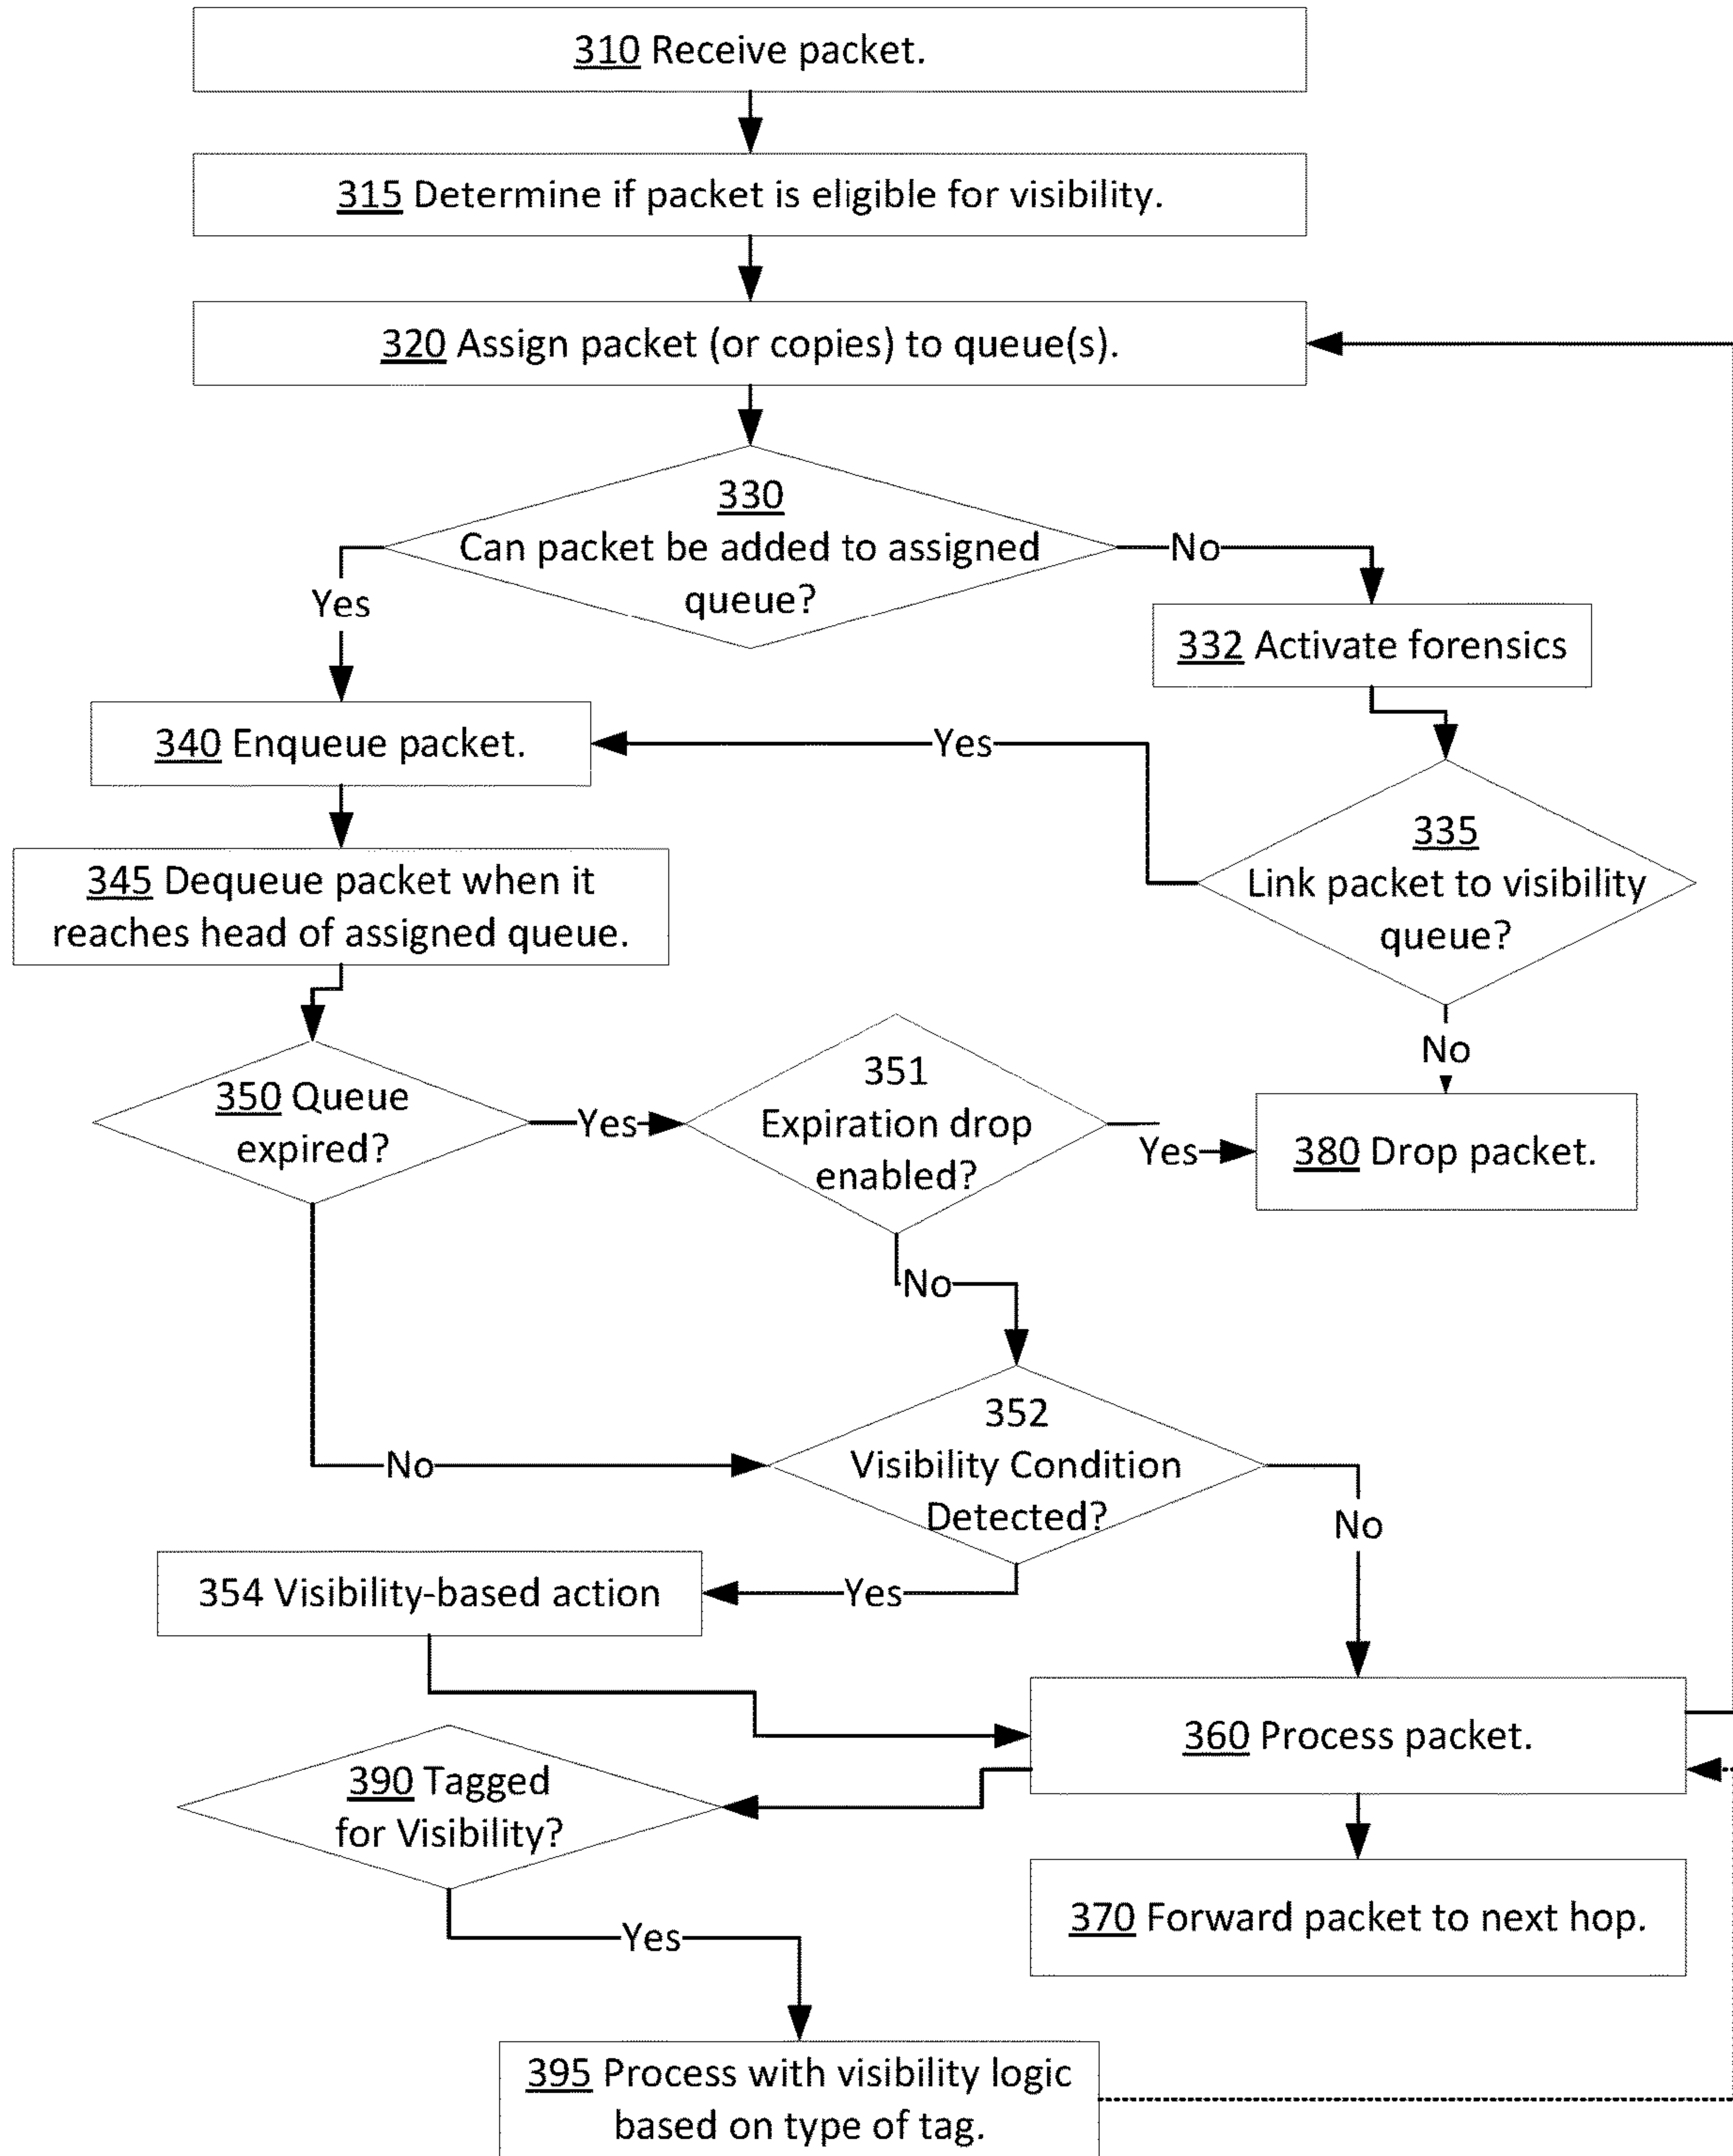 310 Receive packet.
315 Determine if packet is eligible for visibility.
320 Assign packet (or copies) to queue(s).
330
Can packet be added to assigned
queue?
No
Yes
332 Activate forensics
340 Enqueue packet.
Yes
335
Link packet to visibility
queue?
345 Dequeue packet when it
reaches head of assigned queue.
No
350 Queue
expired?
Yes
351
Expiration drop
enabled?
Yes
380 Drop packet.
No
No
352
Visibility Condition
Detected?
No
354 Visibility-based action
Yes
360 Process packet.
390 Tagged
for Visibility?
370 Forward packet to next hop.
Yes
395 Process with visibility logic
based on type of tag.